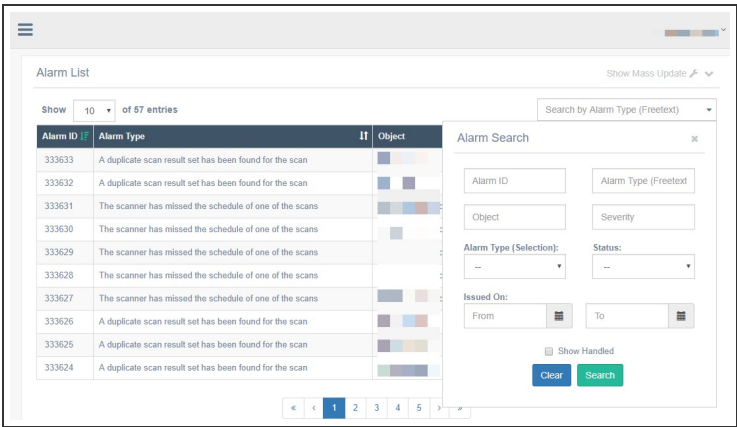 Alarm List
Show Mass Update
Show 10 of 57 entries
Search by Alarm Type (Freetext)
Alarm ID Alarm Type Object
333633 A duplicate scan result set has been found for the scan
333632 A duplicate scan result set has been found for the scan
333631 The scanner has missed the schedule of one of the scans
333630 The scanner has missed the schedule of one of the scans
333629 The scanner has missed the schedule of one of the scans
333628 The scanner has missed the schedule of one of the scans
333627 The scanner has missed the schedule of one of the scans
333626 A duplicate scan result set has been found for the scan
333625 A duplicate scan result set has been found for the scan
333624 A duplicate scan result set has been found for the scan
« ‹ 1 2 3 4 5 › »
Alarm Search ×
Alarm ID Alarm Type (Freetext
Object Severity
Alarm Type (Selection): Status:
-- --
Issued On:
From To
Show Handled
Clear Search